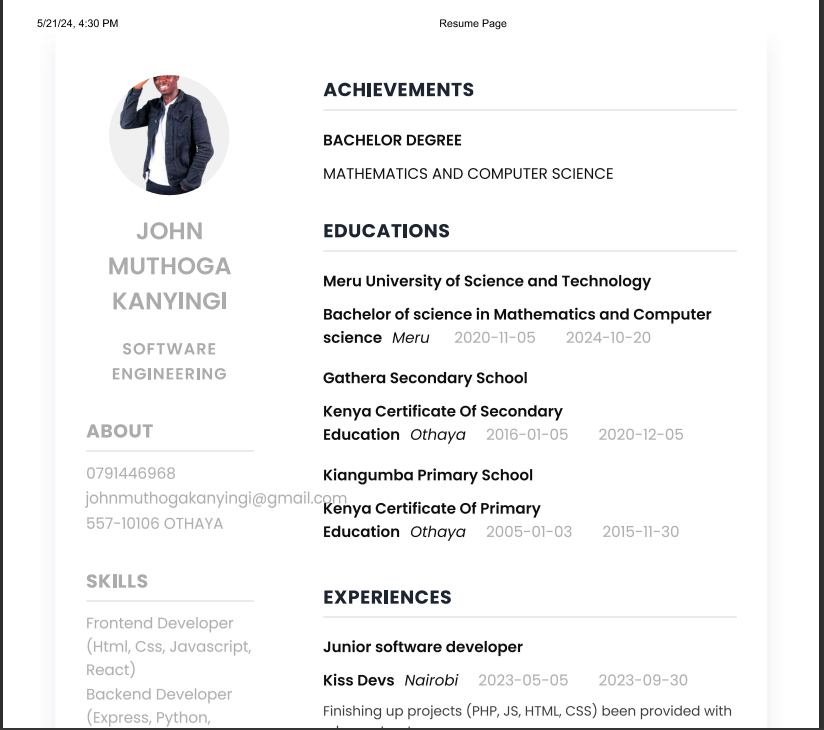 5/21/24, 4:30 PM
Resume Page
JOHN
MUTHOGA
KANYINGI
SOFTWARE
ENGINEERING
ABOUT
0791446968
johnmuthogakanyingi@gmail.com
557-10106 OTHAYA
SKILLS
Frontend Developer
(Html, Css, Javascript,
React)
Backend Developer
(Express, Python,
ACHIEVEMENTS
BACHELOR DEGREE
MATHEMATICS AND COMPUTER SCIENCE
EDUCATIONS
Meru University of Science and Technology
Bachelor of science in Mathematics and Computer
science Meru 2020-11-05 2024-10-20
Gathera Secondary School
Kenya Certificate Of Secondary
Education Othaya 2016-01-05 2020-12-05
Kiangumba Primary School
Kenya Certificate Of Primary
Education Othaya 2005-01-03 2015-11-30
EXPERIENCES
Junior software developer
Kiss Devs Nairobi 2023-05-05 2023-09-30
Finishing up projects (PHP, JS, HTML, CSS) been provided with